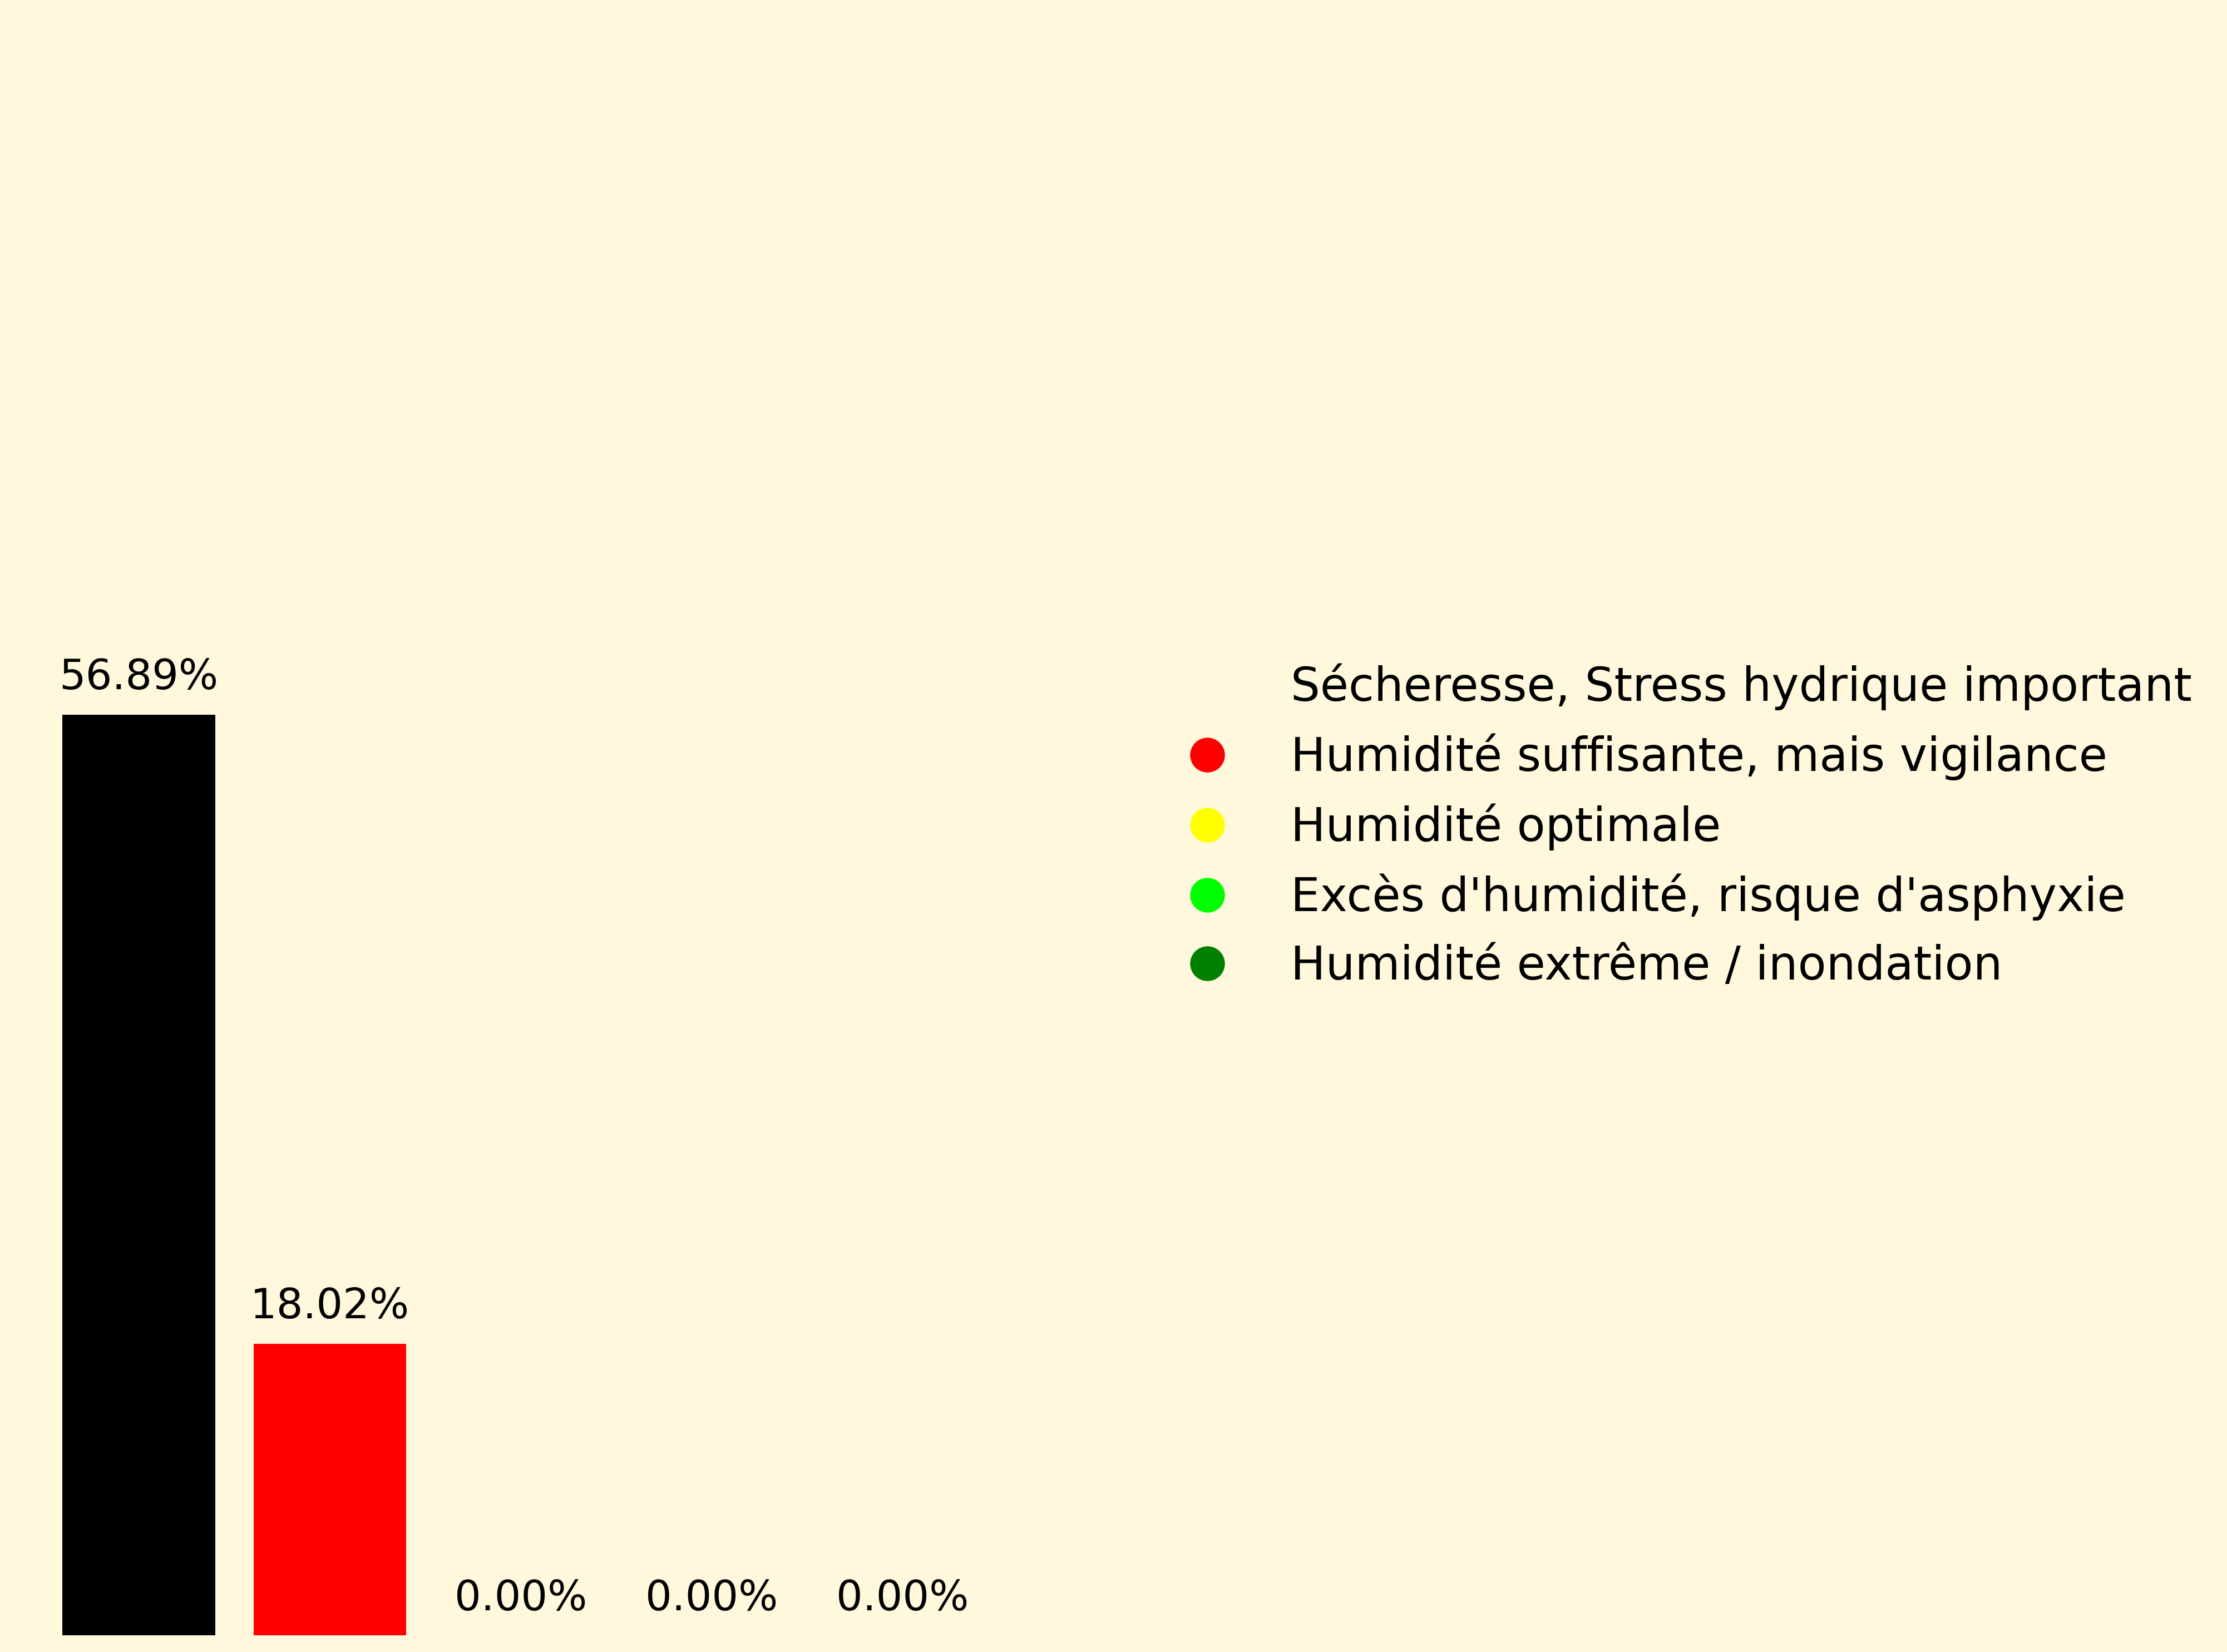 56.89%
18.02%
0.00%
0.00%
0.00%
Sécheresse, Stress hydrique important
Humidité suffisante, mais vigilance
Humidité optimale
Excès d'humidité, risque d'asphyxie
Humidité extrême / inondation